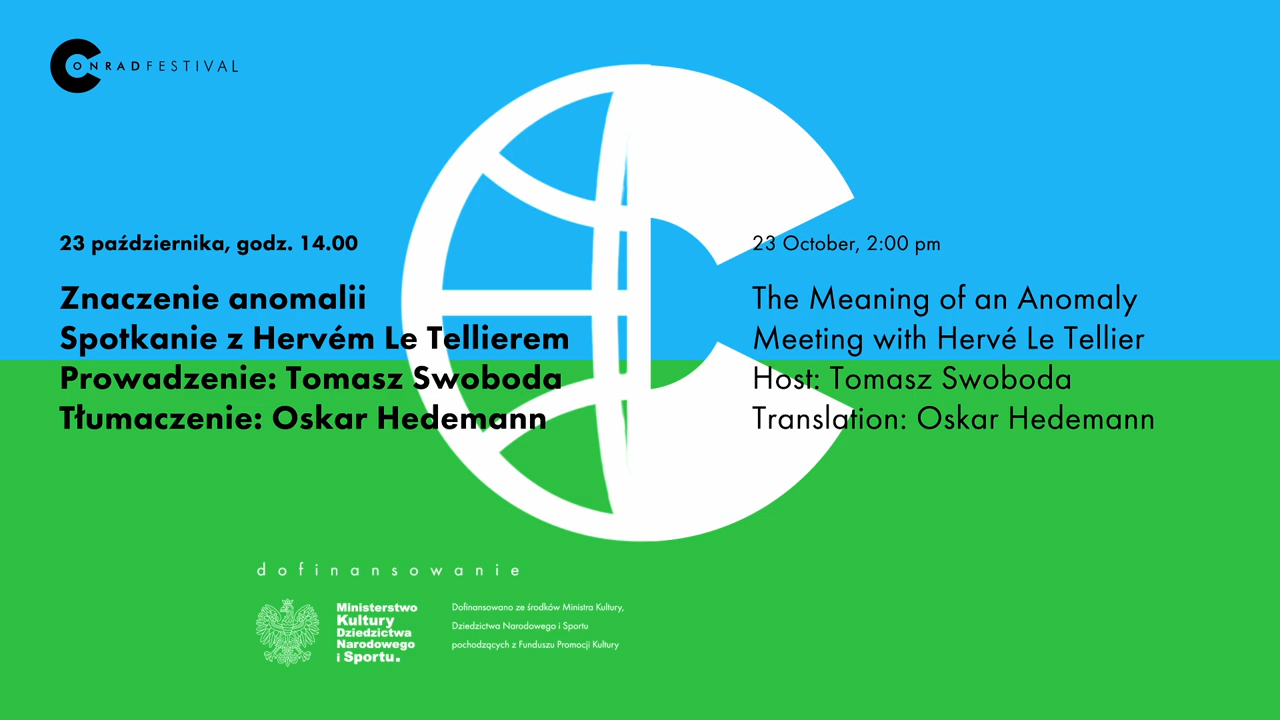 CONRADFESTIVAL
23 października, godz. 14.00
Znaczenie anomalii
Spotkanie z Hervém Le Tellierem
Prowadzenie: Tomasz Swoboda
Tłumaczenie: Oskar Hedemann
23 October, 2:00 pm
The Meaning of an Anomaly
Meeting with Hervé Le Tellier
Host: Tomasz Swoboda
Translation: Oskar Hedemann
dofinansowanie
Ministerstwo
Kultury
Dziedzictwa
Narodowego
i Sportu.
Dofinansowano ze środków Ministra Kultury,
Dziedzictwa Narodowego i Sportu
pochodzących z Funduszu Promocji Kultury